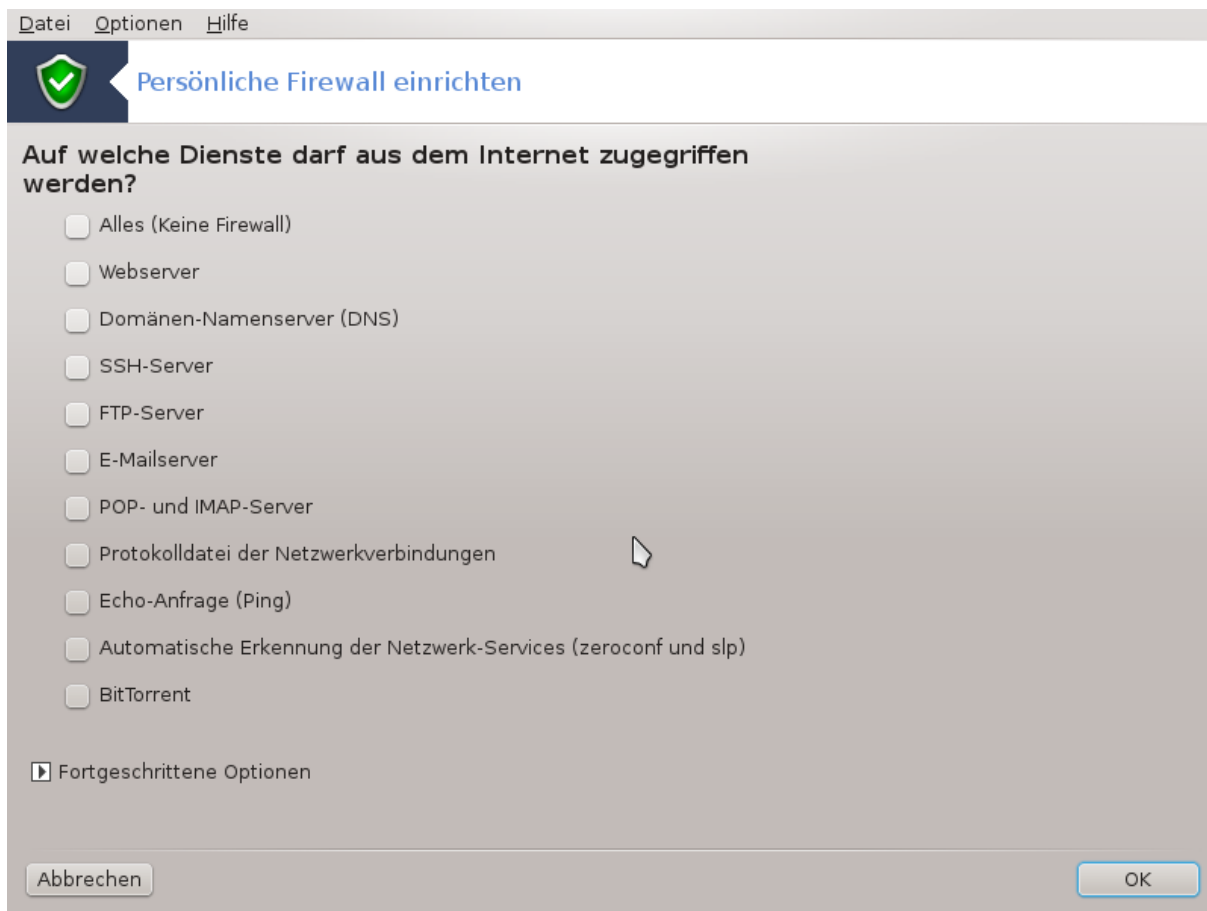 Datei Optionen Hilfe
Persönliche Firewall einrichten
Auf welche Dienste darf aus dem Internet zugegriffen
werden?
Alles (Keine Firewall)
Webserver
Domänen-Namenserver (DNS)
SSH-Server
FTP-Server
E-Mailserver
POP- und IMAP-Server
Protokolldatei der Netzwerkverbindungen
Echo-Anfrage (Ping)
Automatische Erkennung der Netzwerk-Services (zeroconf und slp)
BitTorrent
Fortgeschrittene Optionen
Abbrechen OK